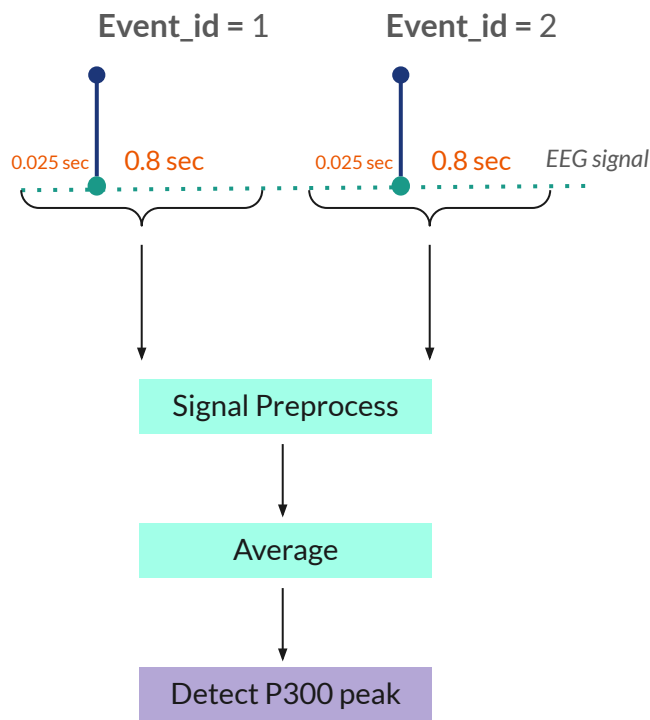 Event_id = 1
Event_id = 2
0.025 sec
0.8 sec
0.025 sec
0.8 sec
EEG signal
Signal Preprocess
Average
Detect P300 peak